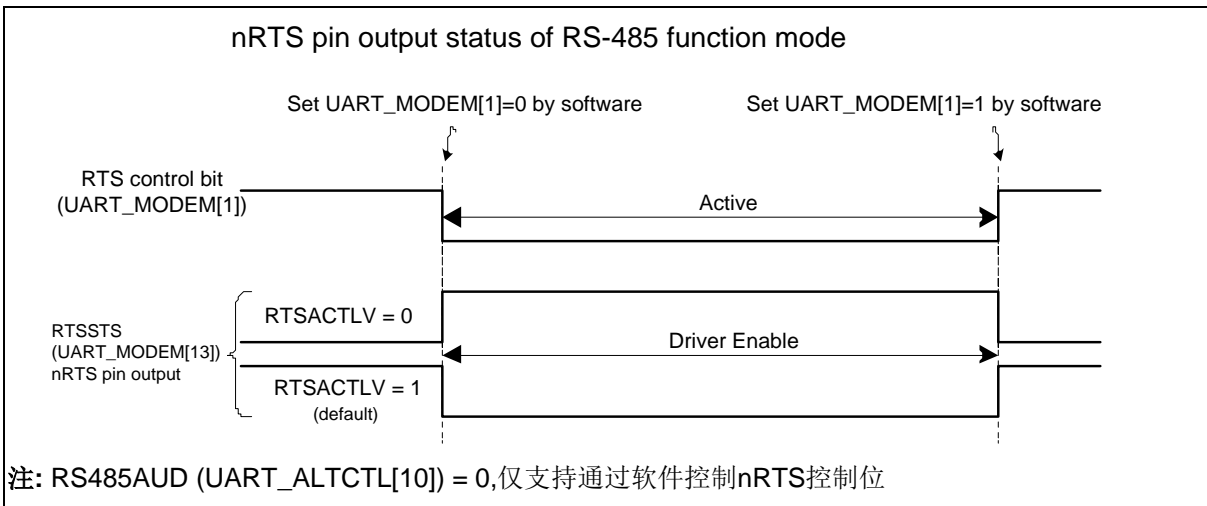 nRTS pin output status of RS-485 function mode
Set UART_MODEM[1]=0 by software
Set UART_MODEM[1]=1 by software
RTS control bit
(UART_MODEM[1])
Active
RTSSTS
(UART_MODEM[13])
nRTS pin output
RTSACTLV = 0
Driver Enable
RTSACTLV = 1
(default)
注: RS485AUD (UART_ALTCTL[10]) = 0,仅支持通过软件控制nRTS控制位